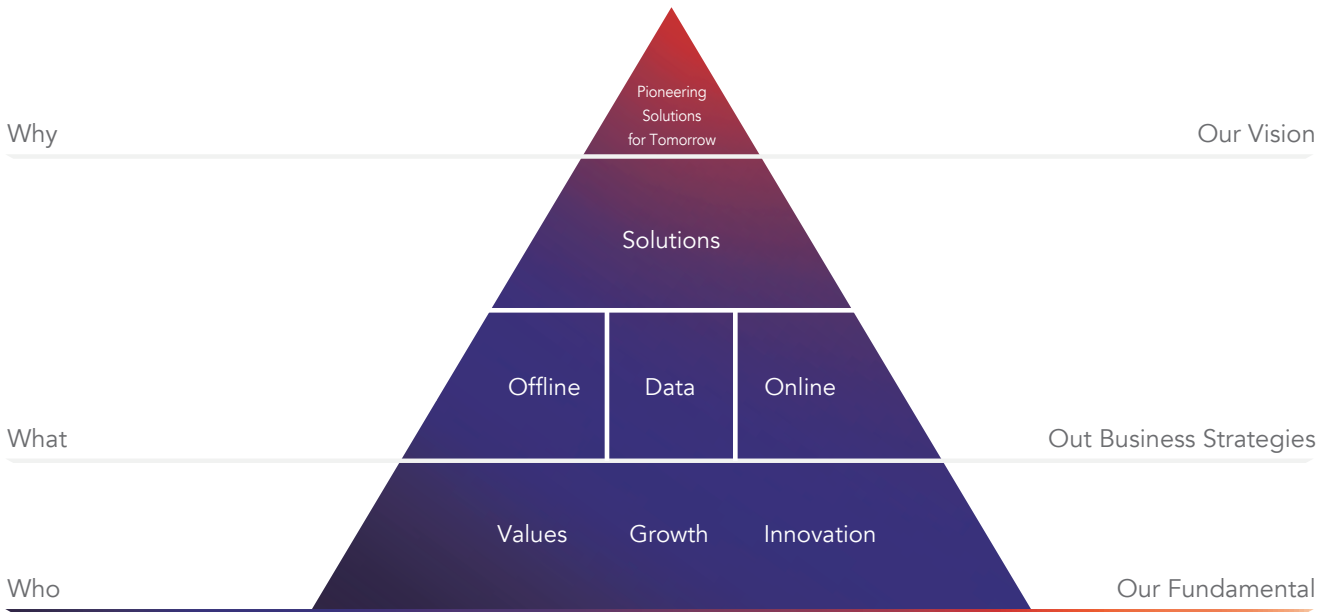 Pioneering
Solutions
for Tomorrow
Why
Our Vision
Solutions
Offline Data Online
What
Out Business Strategies
Values Growth Innovation
Who
Our Fundamental